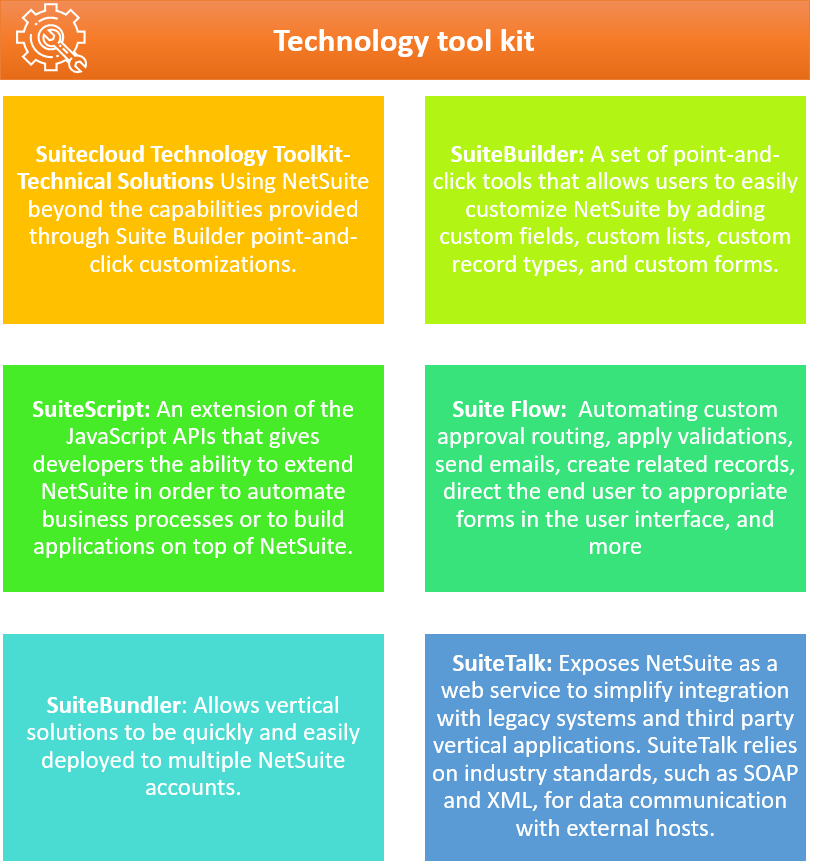 Technology tool kit
Suitecloud Technology Toolkit-
Technical Solutions Using NetSuite
beyond the capabilities provided
through Suite Builder point-and-
click customizations.
SuiteBuilder: A set of point-and-
click tools that allows users to easily
customize NetSuite by adding
custom fields, custom lists, custom
record types, and custom forms.
SuiteScript: An extension of the
JavaScript APIs that gives
developers the ability to extend
NetSuite in order to automate
business processes or to build
applications on top of NetSuite.
Suite Flow:  Automating custom
approval routing, apply validations,
send emails, create related records,
direct the end user to appropriate
forms in the user interface, and
more
SuiteBundler: Allows vertical
solutions to be quickly and easily
deployed to multiple NetSuite
accounts.
SuiteTalk: Exposes NetSuite as a
web service to simplify integration
with legacy systems and third party
vertical applications. SuiteTalk relies
on industry standards, such as SOAP
and XML, for data communication
with external hosts.